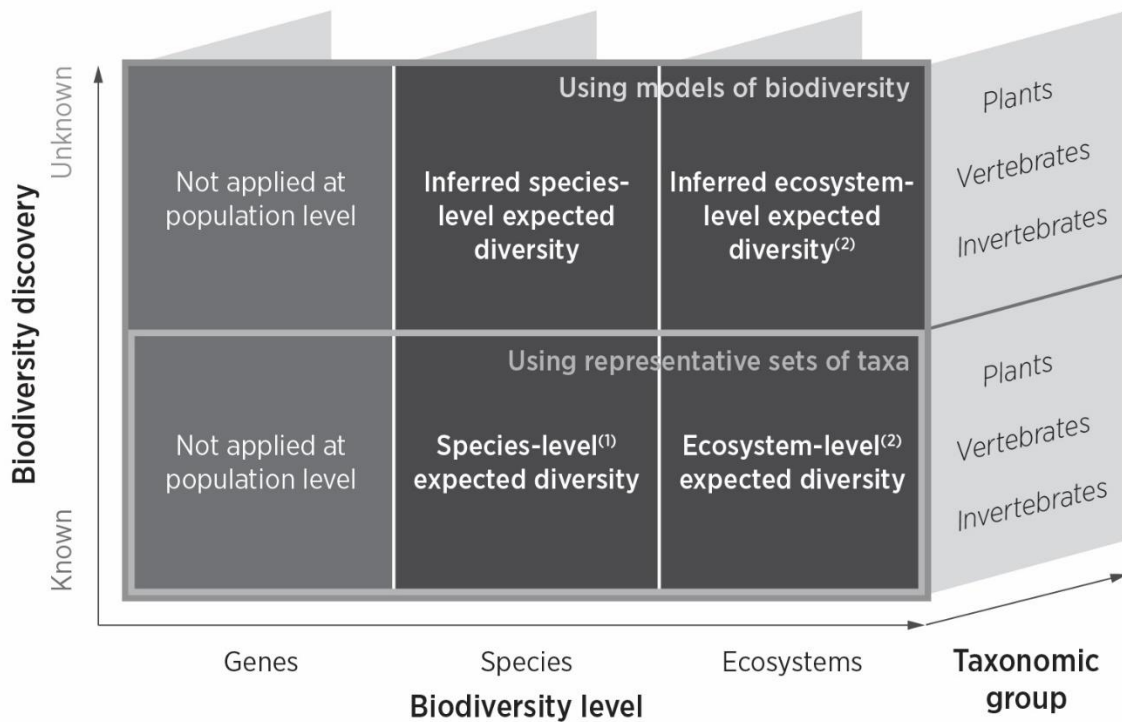 Unknown
Biodiversity discovery
Known
Using models of biodiversity
Not applied at
population level
Inferred species-
level expected
diversity
Inferred ecosystem-
level expected
diversity(2)
Plants
Vertebrates
Invertebrates
Using representative sets of taxa
Not applied at
population level
Species-level(1)
expected diversity
Ecosystem-level(2)
expected diversity
Plants
Vertebrates
Invertebrates
Genes
Species
Ecosystems
Biodiversity level
Taxonomic
group